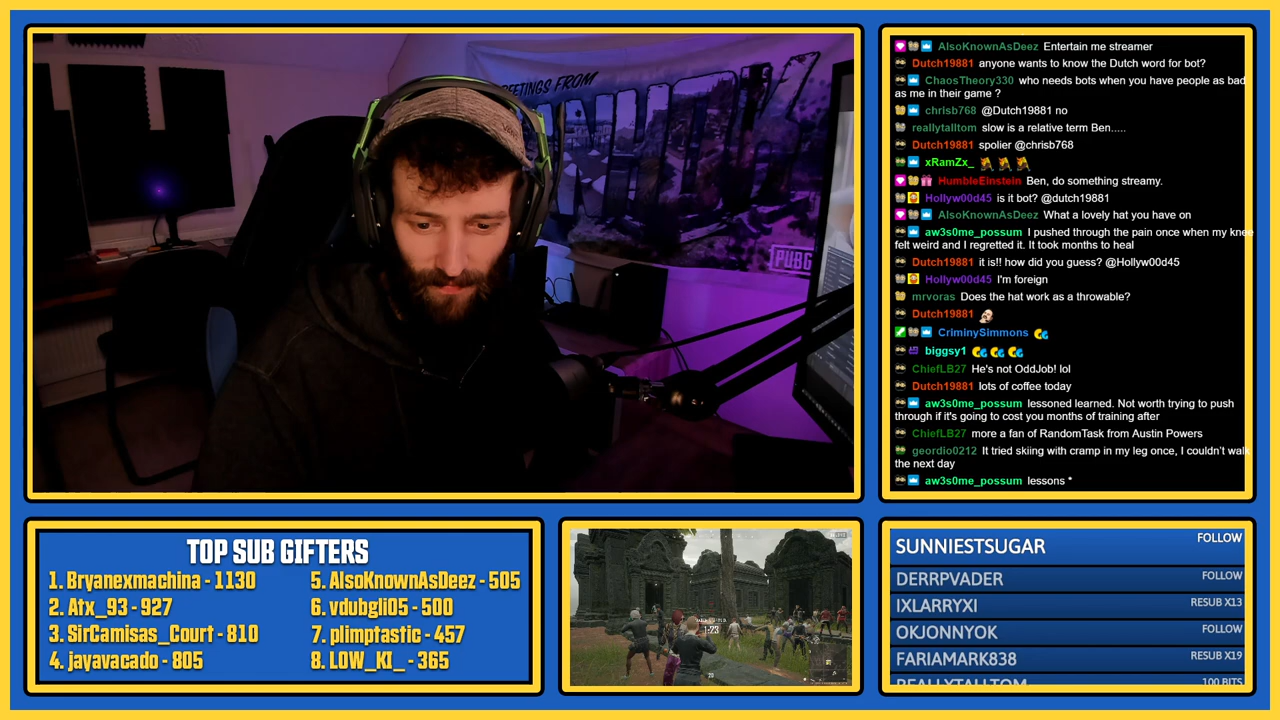 GREETINGS FROM
PUBG
AlsoKnownAsDeez Entertain me streamer
Dutch19881 anyone wants to know the Dutch word for bot?
ChaosTheory330 who needs bots when you have people as bad
as me in their game ?
chrisb768 @Dutch19881 no
reallytalltom slow is a relative term Ben.....
Dutch19881 spolier @chrisb768
xRamZx_
HumbleEinstein Ben, do something streamy.
Hollyw00d45 is it bot? @dutch19881
AlsoKnownAsDeez What a lovely hat you have on
aw3s0me_possum I pushed through the pain once when my knee
felt weird and I regretted it. It took months to heal
Dutch19881 it is!! how did you guess? @Hollyw00d45
Hollyw00d45 I'm foreign
mrvoras Does the hat work as a throwable?
Dutch19881
CriminySimmons
biggsy1
ChiefLB27 He's not OddJob! lol
Dutch19881 lots of coffee today
aw3s0me_possum lessoned learned. Not worth trying to push
through if it's going to cost you months of training after
ChiefLB27 more a fan of RandomTask from Austin Powers
geordio0212 It tried skiing with cramp in my leg once, I couldn't walk
the next day
aw3s0me_possum lessons *
TOP SUB GIFTERS
1. Bryanexmachina - 1130
2. Atx_93 - 927
3. SirCamisas_Court - 810
4. jayavacado - 805
5. AlsoKnownAsDeez - 505
6. vdubgli05 - 500
7. plimptastic - 457
8. LOW_KI_ - 365
1:23
SUNNIESTSUGAR FOLLOW
DERRPVADER FOLLOW
IXLARRYXI RESUB X13
OKJONNYOK FOLLOW
FARIAMARK838 RESUB X19
REALLYTALLTOM 100 BITS